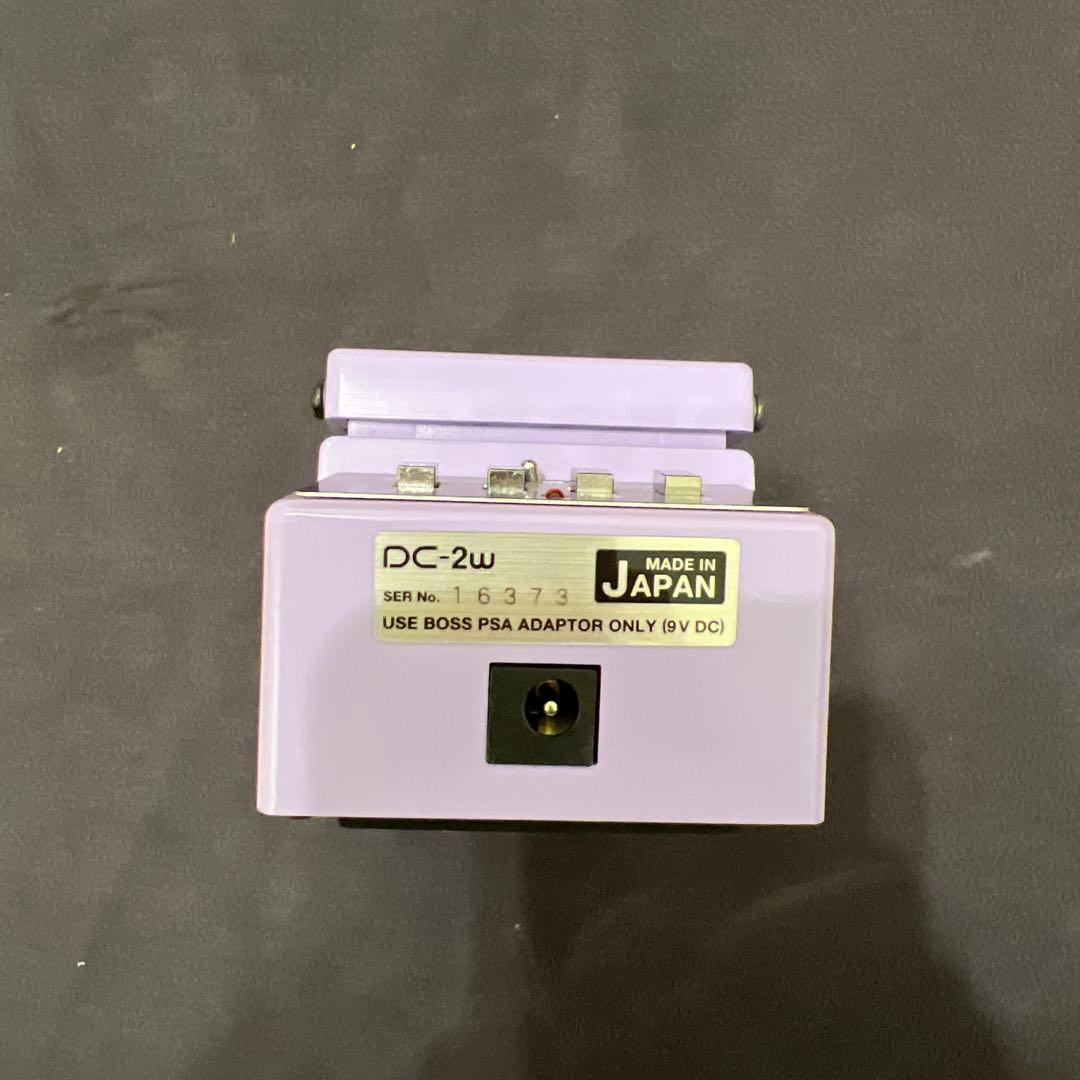 DC-2w
MADE IN
JAPAN
SER No. 16373
USE BOSS PSA ADAPTOR ONLY (9V DC)